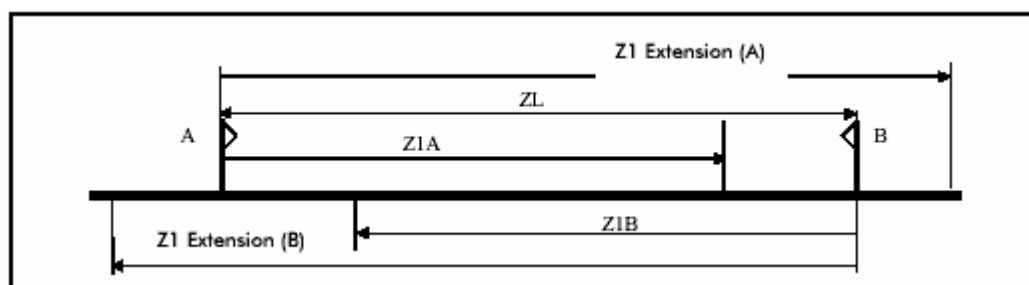 Z1 Extension (A)
ZL
A
B
Z1A
Z1B
Z1 Extension (B)